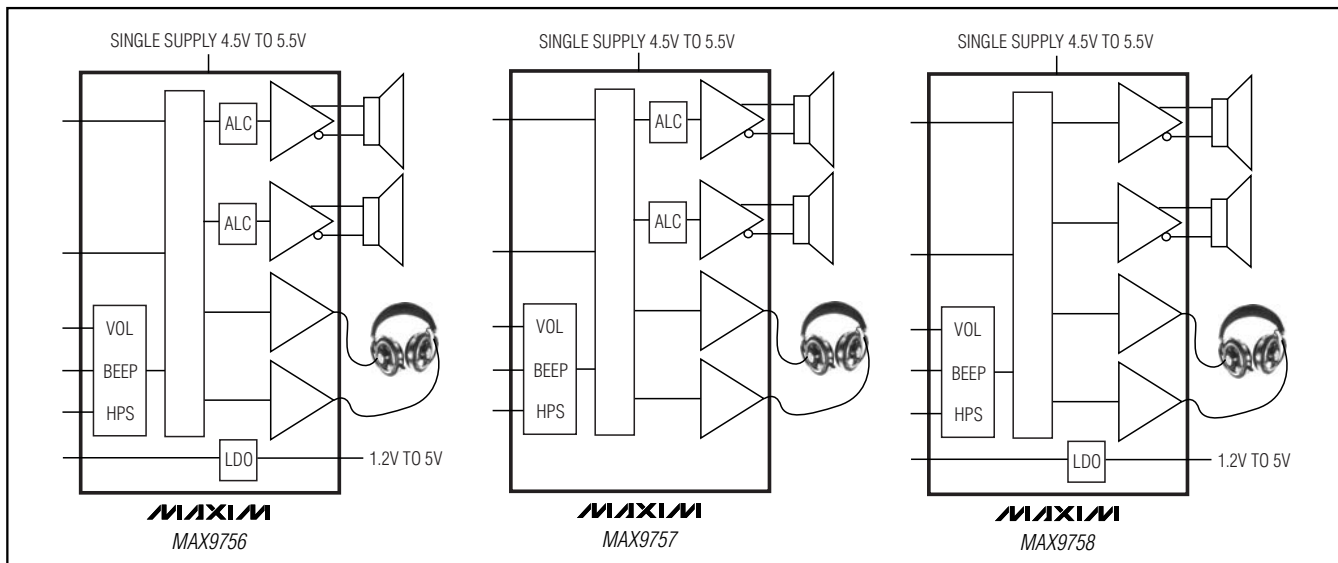 SINGLE SUPPLY 4.5V TO 5.5V
ALC
ALC
VOL
BEEP
HPS
LDO
1.2V TO 5V
MAXIM
MAX9756
SINGLE SUPPLY 4.5V TO 5.5V
ALC
ALC
VOL
BEEP
HPS
MAXIM
MAX9757
SINGLE SUPPLY 4.5V TO 5.5V
VOL
BEEP
HPS
LDO
1.2V TO 5V
MAXIM
MAX9758